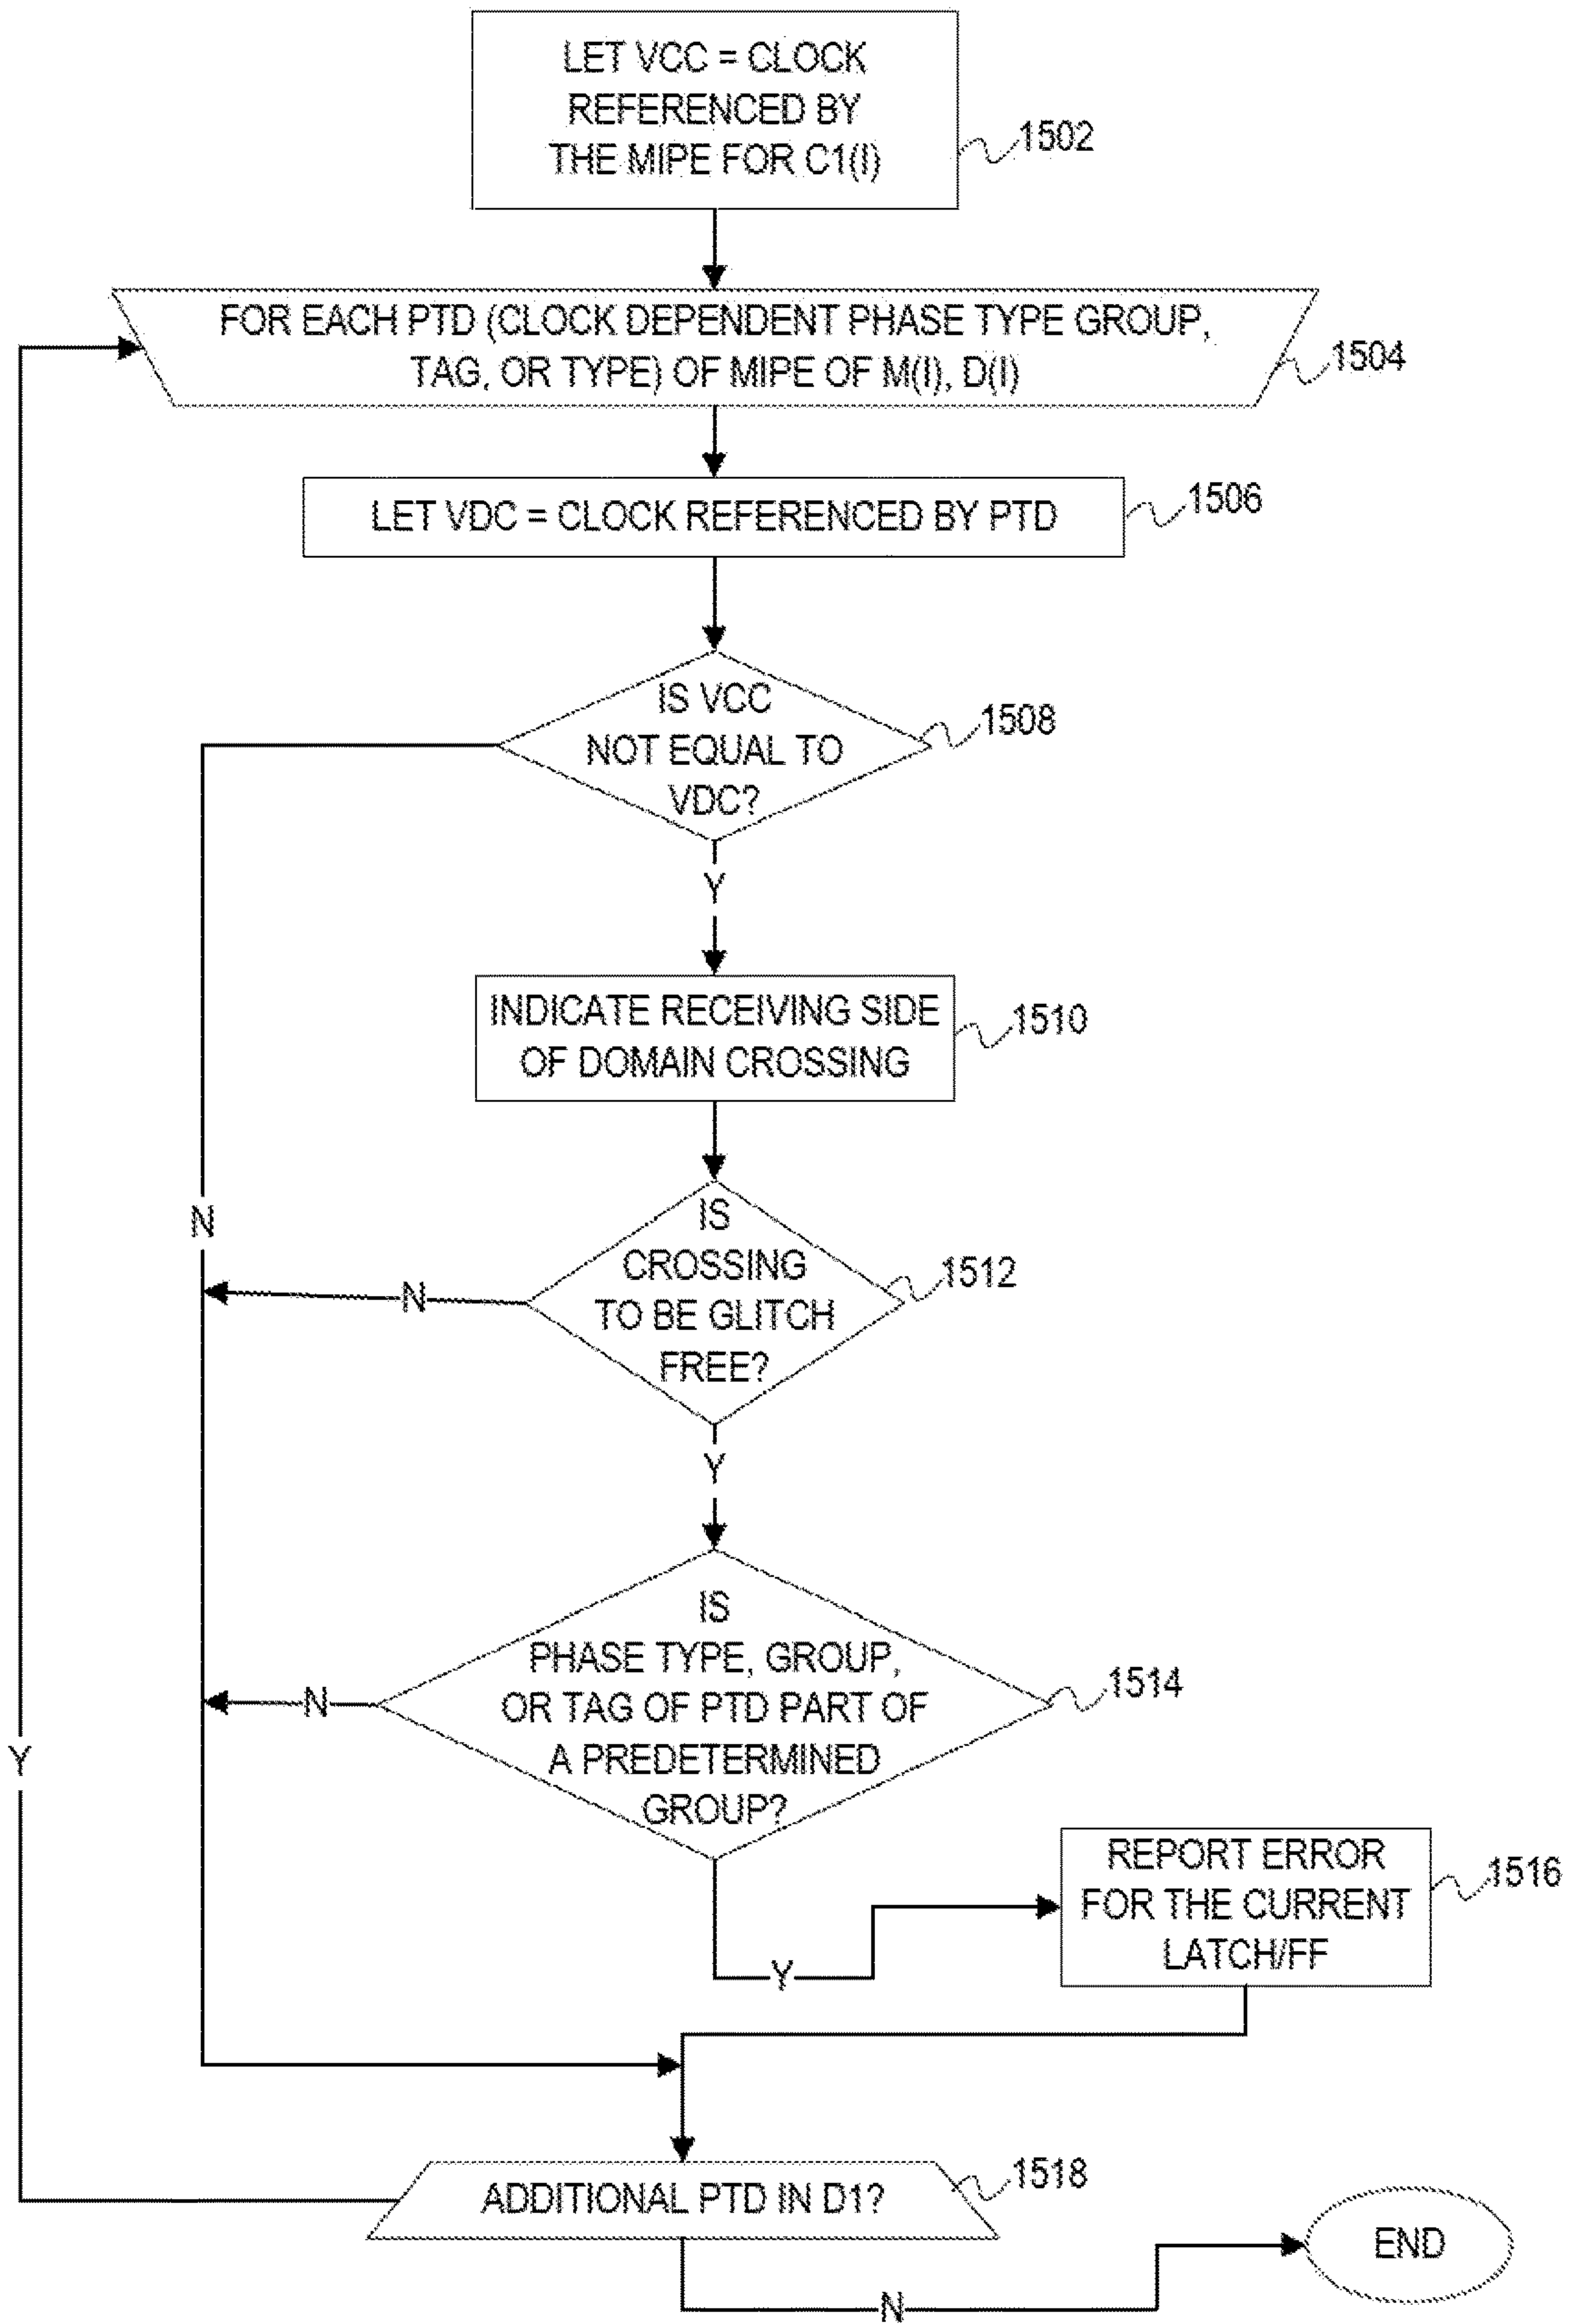 LET VCC = CLOCK
REFERENCED BY
THE MIPE FOR C1(I)
1502
FOR EACH PTD (CLOCK DEPENDENT PHASE TYPE GROUP,
TAG, OR TYPE) OF MIPE OF M(I), D(I)
1504
LET VDC = CLOCK REFERENCED BY PTD
1506
IS VCC
NOT EQUAL TO
VDC?
1508
Y
INDICATE RECEIVING SIDE
OF DOMAIN CROSSING
1510
N
IS
CROSSING
TO BE GLITCH
FREE?
1512
N
Y
IS
PHASE TYPE, GROUP,
OR TAG OF PTD PART OF
A PREDETERMINED
GROUP?
1514
N
Y
REPORT ERROR
FOR THE CURRENT
LATCH/FF
1516
Y
ADDITIONAL PTD IN D1?
1518
END
N